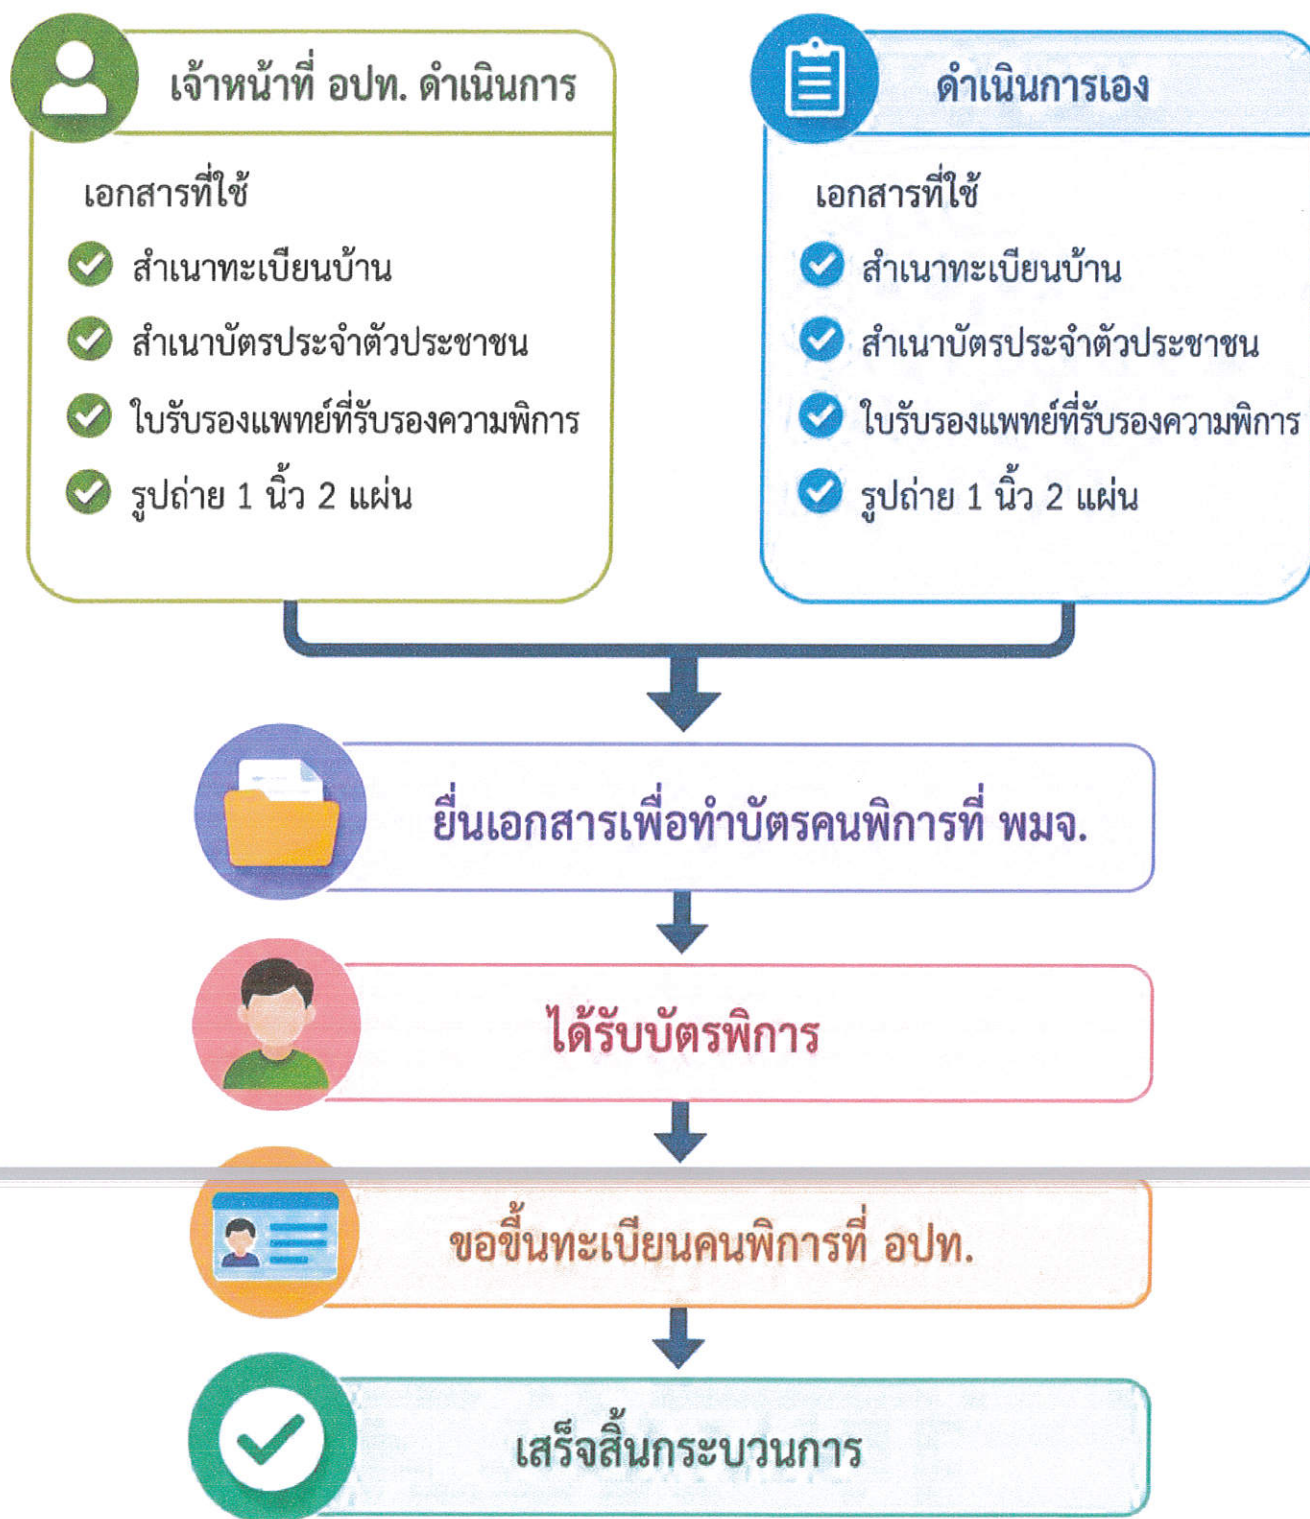 เจ้าหน้าที่ อปท. ดำเนินการ
เอกสารที่ใช้
สำเนาทะเบียนบ้าน
สำเนาบัตรประจำตัวประชาชน
ใบรับรองแพทย์ที่รับรองความพิการ
รูปถ่าย 1 นิ้ว 2 แผ่น
ดำเนินการเอง
เอกสารที่ใช้
สำเนาทะเบียนบ้าน
สำเนาบัตรประจำตัวประชาชน
ใบรับรองแพทย์ที่รับรองความพิการ
รูปถ่าย 1 นิ้ว 2 แผ่น
ยื่นเอกสารเพื่อทำบัตรคนพิการที่ พมจ.
ได้รับบัตรพิการ
ขอขึ้นทะเบียนคนพิการที่ อปท.
เสร็จสิ้นกระบวนการ